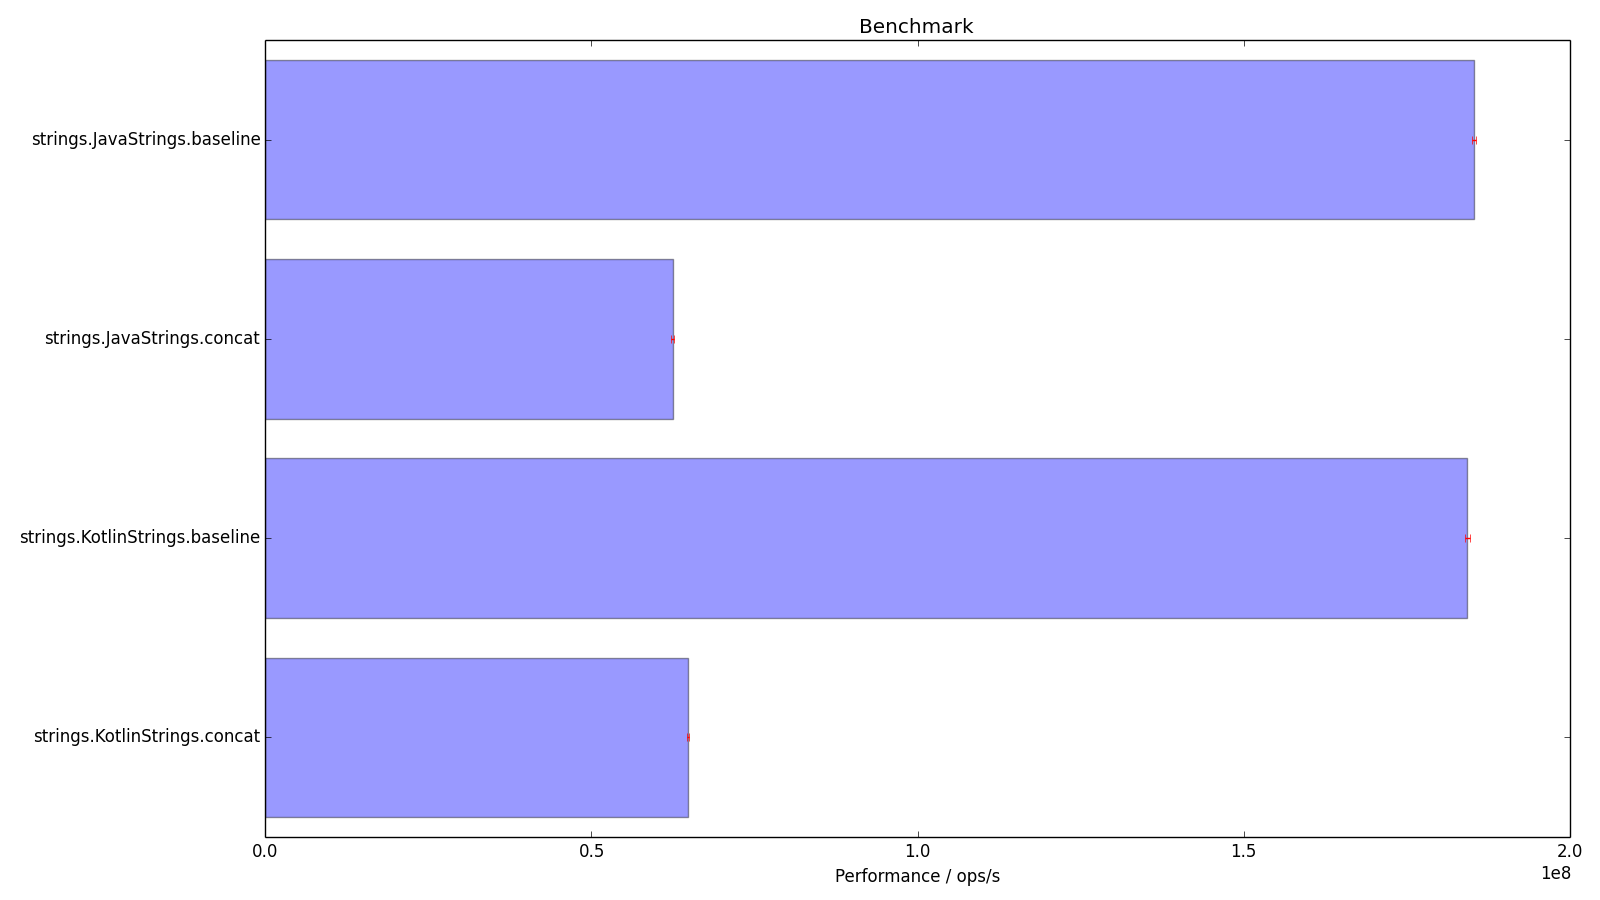 Benchmark
strings.JavaStrings.baseline
strings.JavaStrings.concat
strings.KotlinStrings.baseline
strings.KotlinStrings.concat
0.0 0.5 1.0 1.5 2.0
1e8
Performance / ops/s